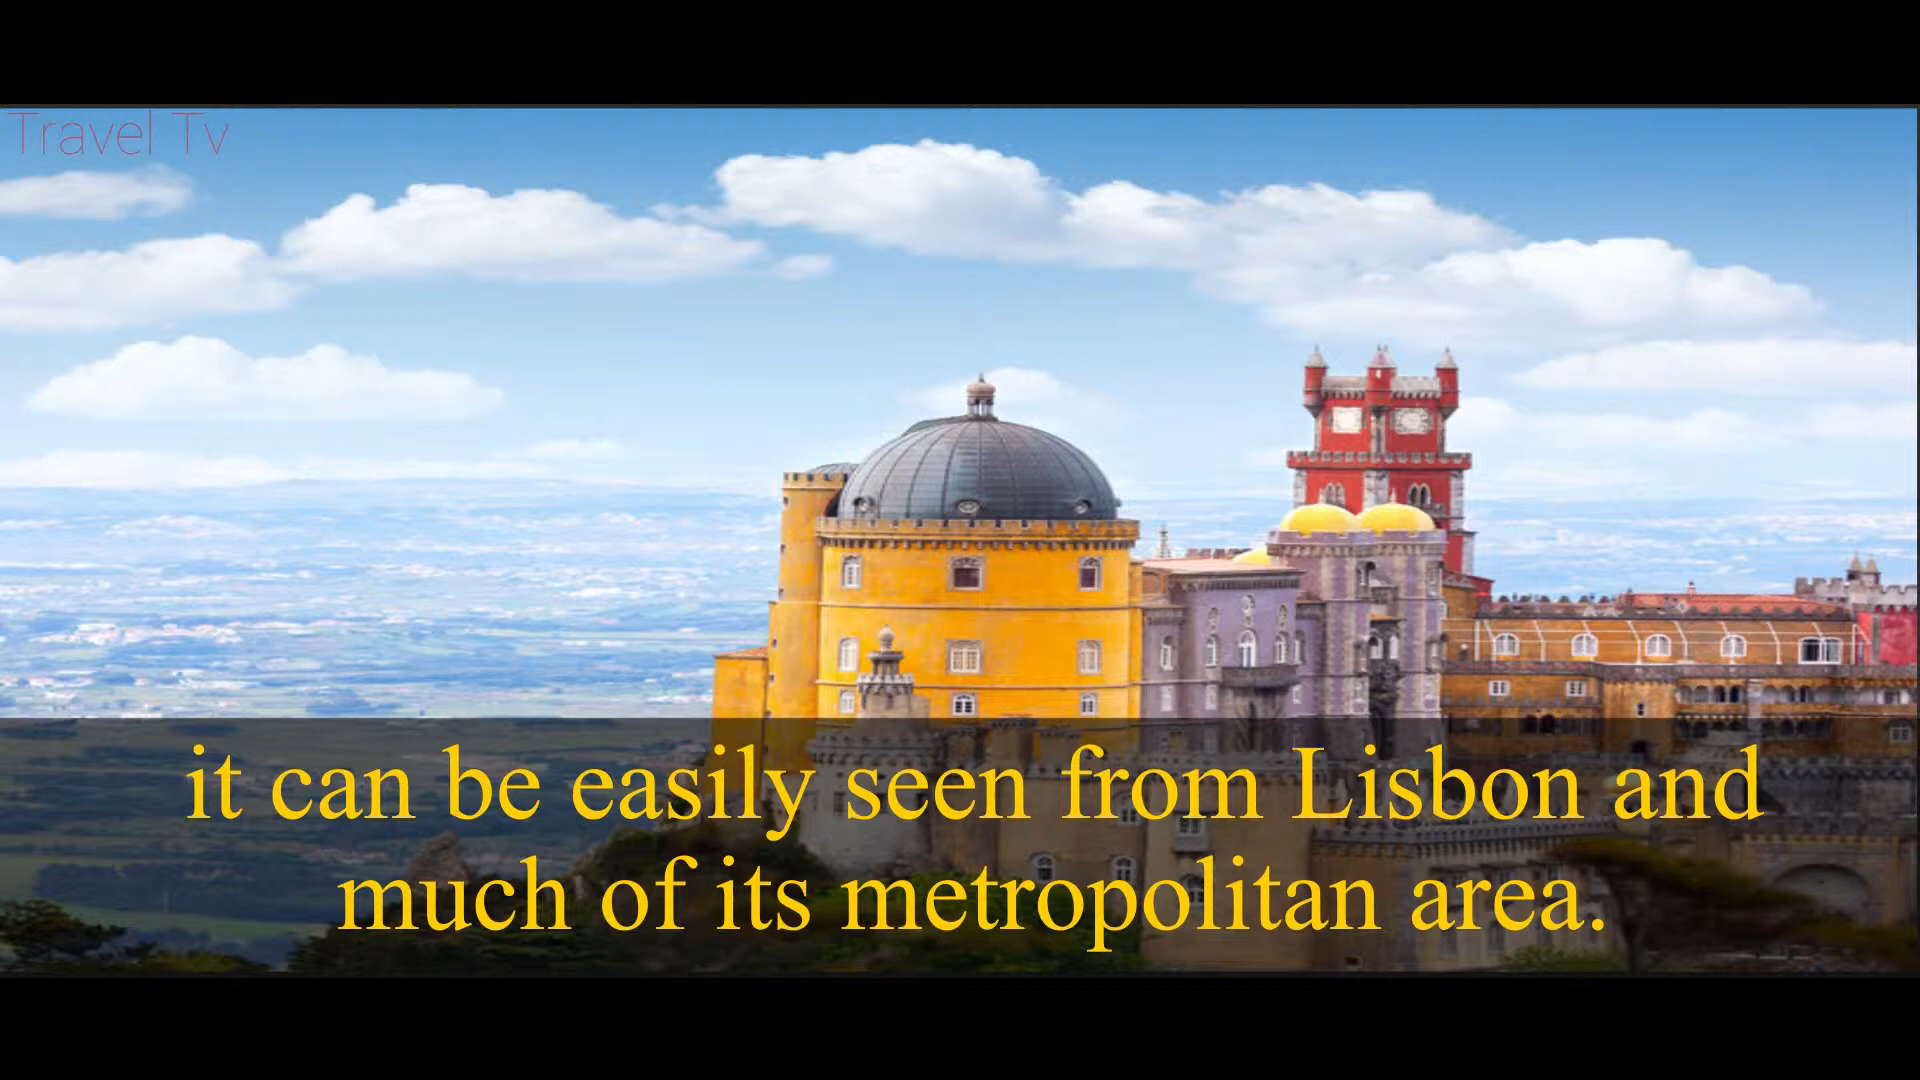 Travel Tv
it can be easily seen from Lisbon and
much of its metropolitan area.